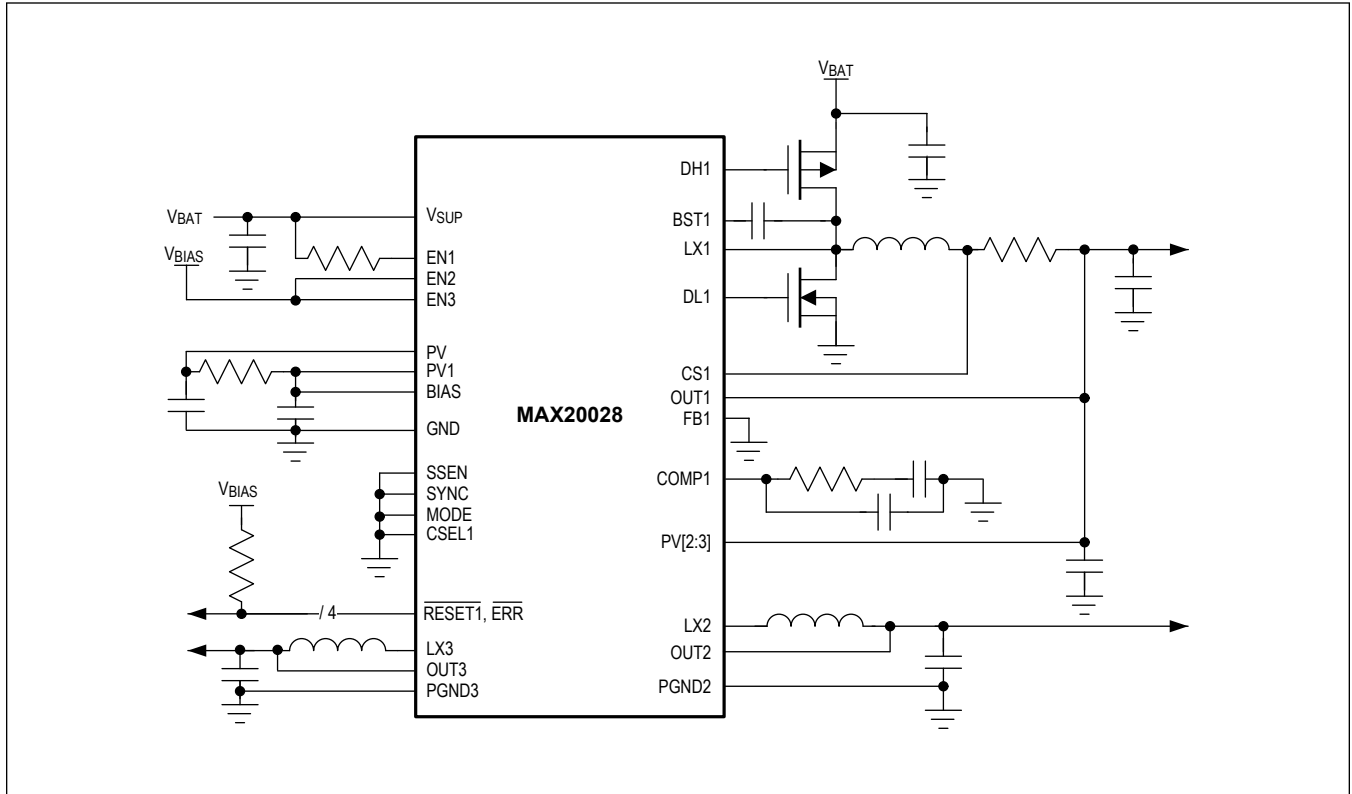 VBAT
VSUP
EN1
VBIAS
EN2
EN3
PV
PV1
BIAS
GND
SSEN
SYNC
MODE
CSEL1
VBIAS
/ 4
RESET1, ERR
LX3
OUT3
PGND3
MAX20028
VBAT
DH1
BST1
LX1
DL1
CS1
OUT1
FB1
COMP1
PV[2:3]
LX2
OUT2
PGND2